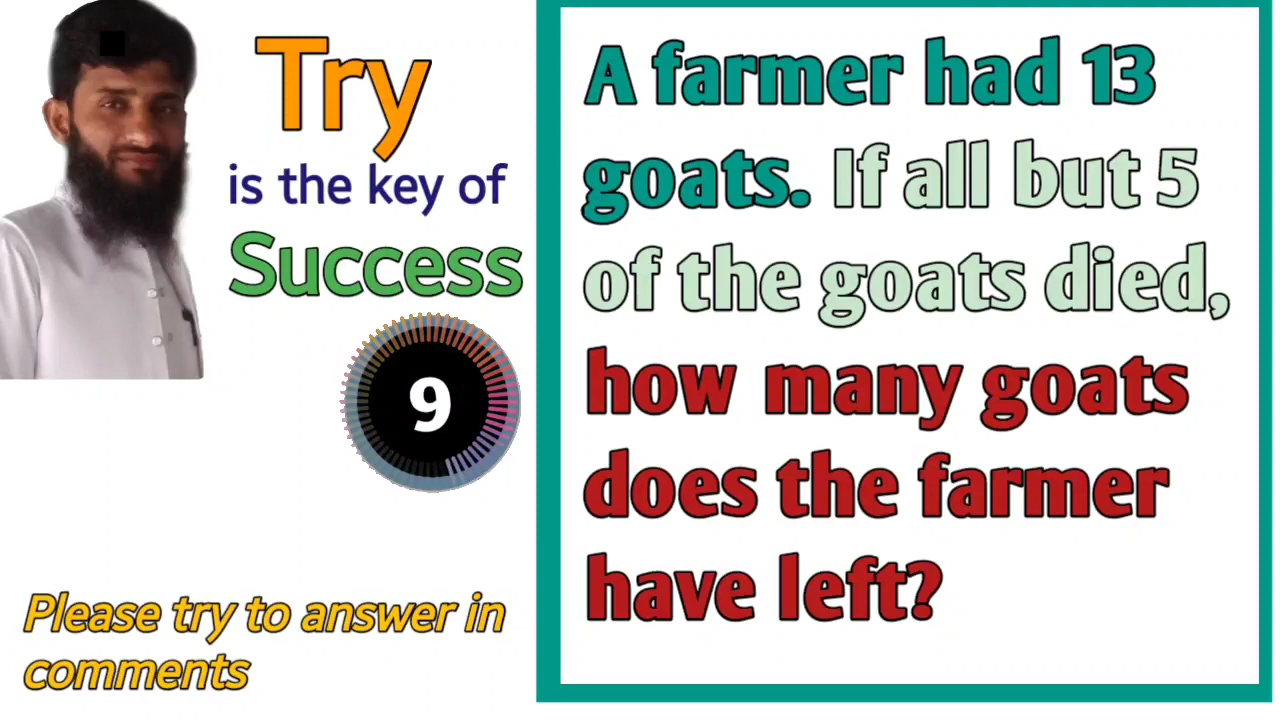 Try
is the key of
Success
9
Please try to answer in
comments
A farmer had 13
goats. If all but 5
of the goats died,
how many goats
does the farmer
have left?